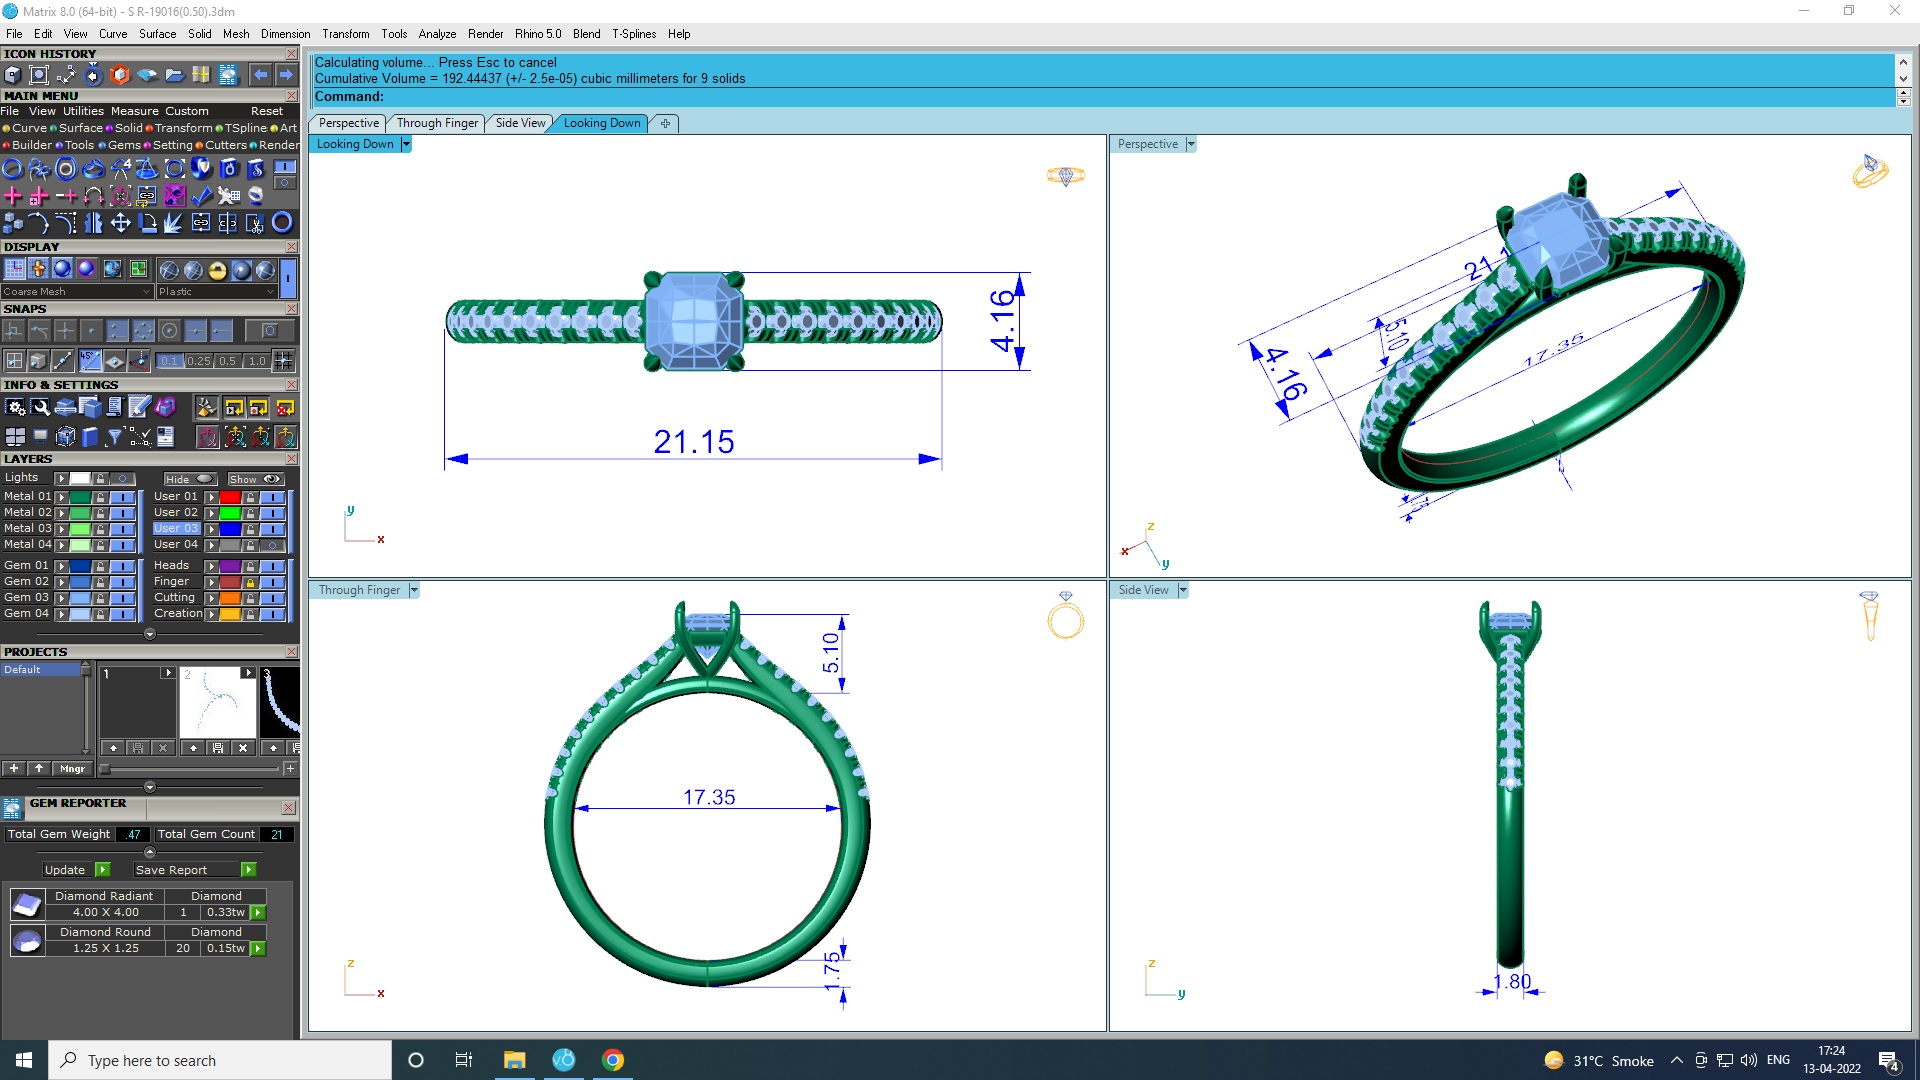 Matrix 8.0 (64-bit) - S R-19016(0.50).3dm
File Edit View Curve Surface Solid Mesh Dimension Transform Tools Analyze Render Rhino 5.0 Blend T-Splines Help
ICON HISTORY
MAIN MENU
File View Utilities Measure Custom Reset
Curve Surface Solid Transform TSpline Art
Builder Tools Gems Setting Cutters Render
DISPLAY
Coarse Mesh Plastic
SNAPS
0.1 0.25 0.5 1.0
INFO & SETTINGS
LAYERS
Lights Hide Show
Metal 01 User 01
Metal 02 User 02
Metal 03 User 03
Metal 04 User 04
Gem 01 Heads
Gem 02 Finger
Gem 03 Cutting
Gem 04 Creation
PROJECTS
Default
1 2 3
Mngr
GEM REPORTER
Total Gem Weight .47 Total Gem Count 21
Update Save Report
Diamond Radiant Diamond
4.00 X 4.00 1 0.33tw
Diamond Round Diamond
1.25 X 1.25 20 0.15tw
Calculating volume... Press Esc to cancel
Cumulative Volume = 192.44437 (+/- 2.5e-05) cubic millimeters for 9 solids
Command:
Perspective Through Finger Side View Looking Down
Looking Down
4.16
21.15
y
x
Perspective
21.1
5.10
4.16
17.35
z
x
y
Through Finger
5.10
17.35
1.75
z
x
Side View
1.80
z
y
Type here to search
31°C Smoke
ENG
17:24
13-04-2022
4